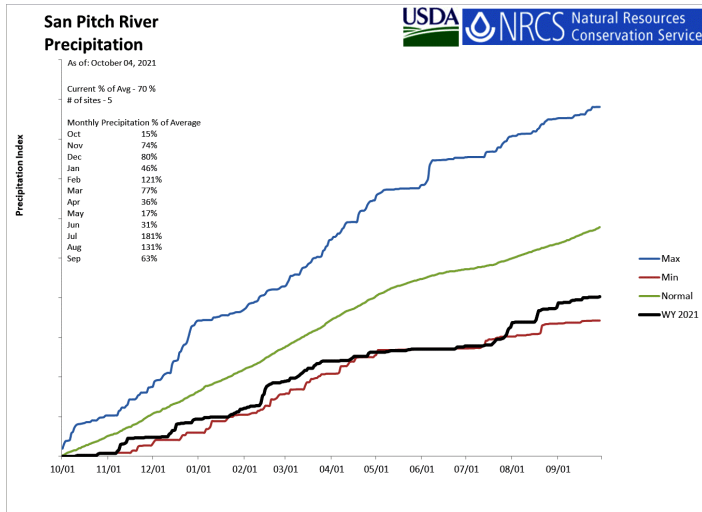 San Pitch River
Precipitation
USDA
NRCS
Natural Resources
Conservation Service
As of: October 04, 2021
Current % of Avg - 70 %
# of sites - 5
Monthly Precipitation % of Average
Oct 15%
Nov 74%
Dec 80%
Jan 46%
Feb 121%
Mar 77%
Apr 36%
May 17%
Jun 31%
Jul 181%
Aug 131%
Sep 63%
Precipitation Index
Max
Min
Normal
WY 2021
10/01 11/01 12/01 01/01 02/01 03/01 04/01 05/01 06/01 07/01 08/01 09/01